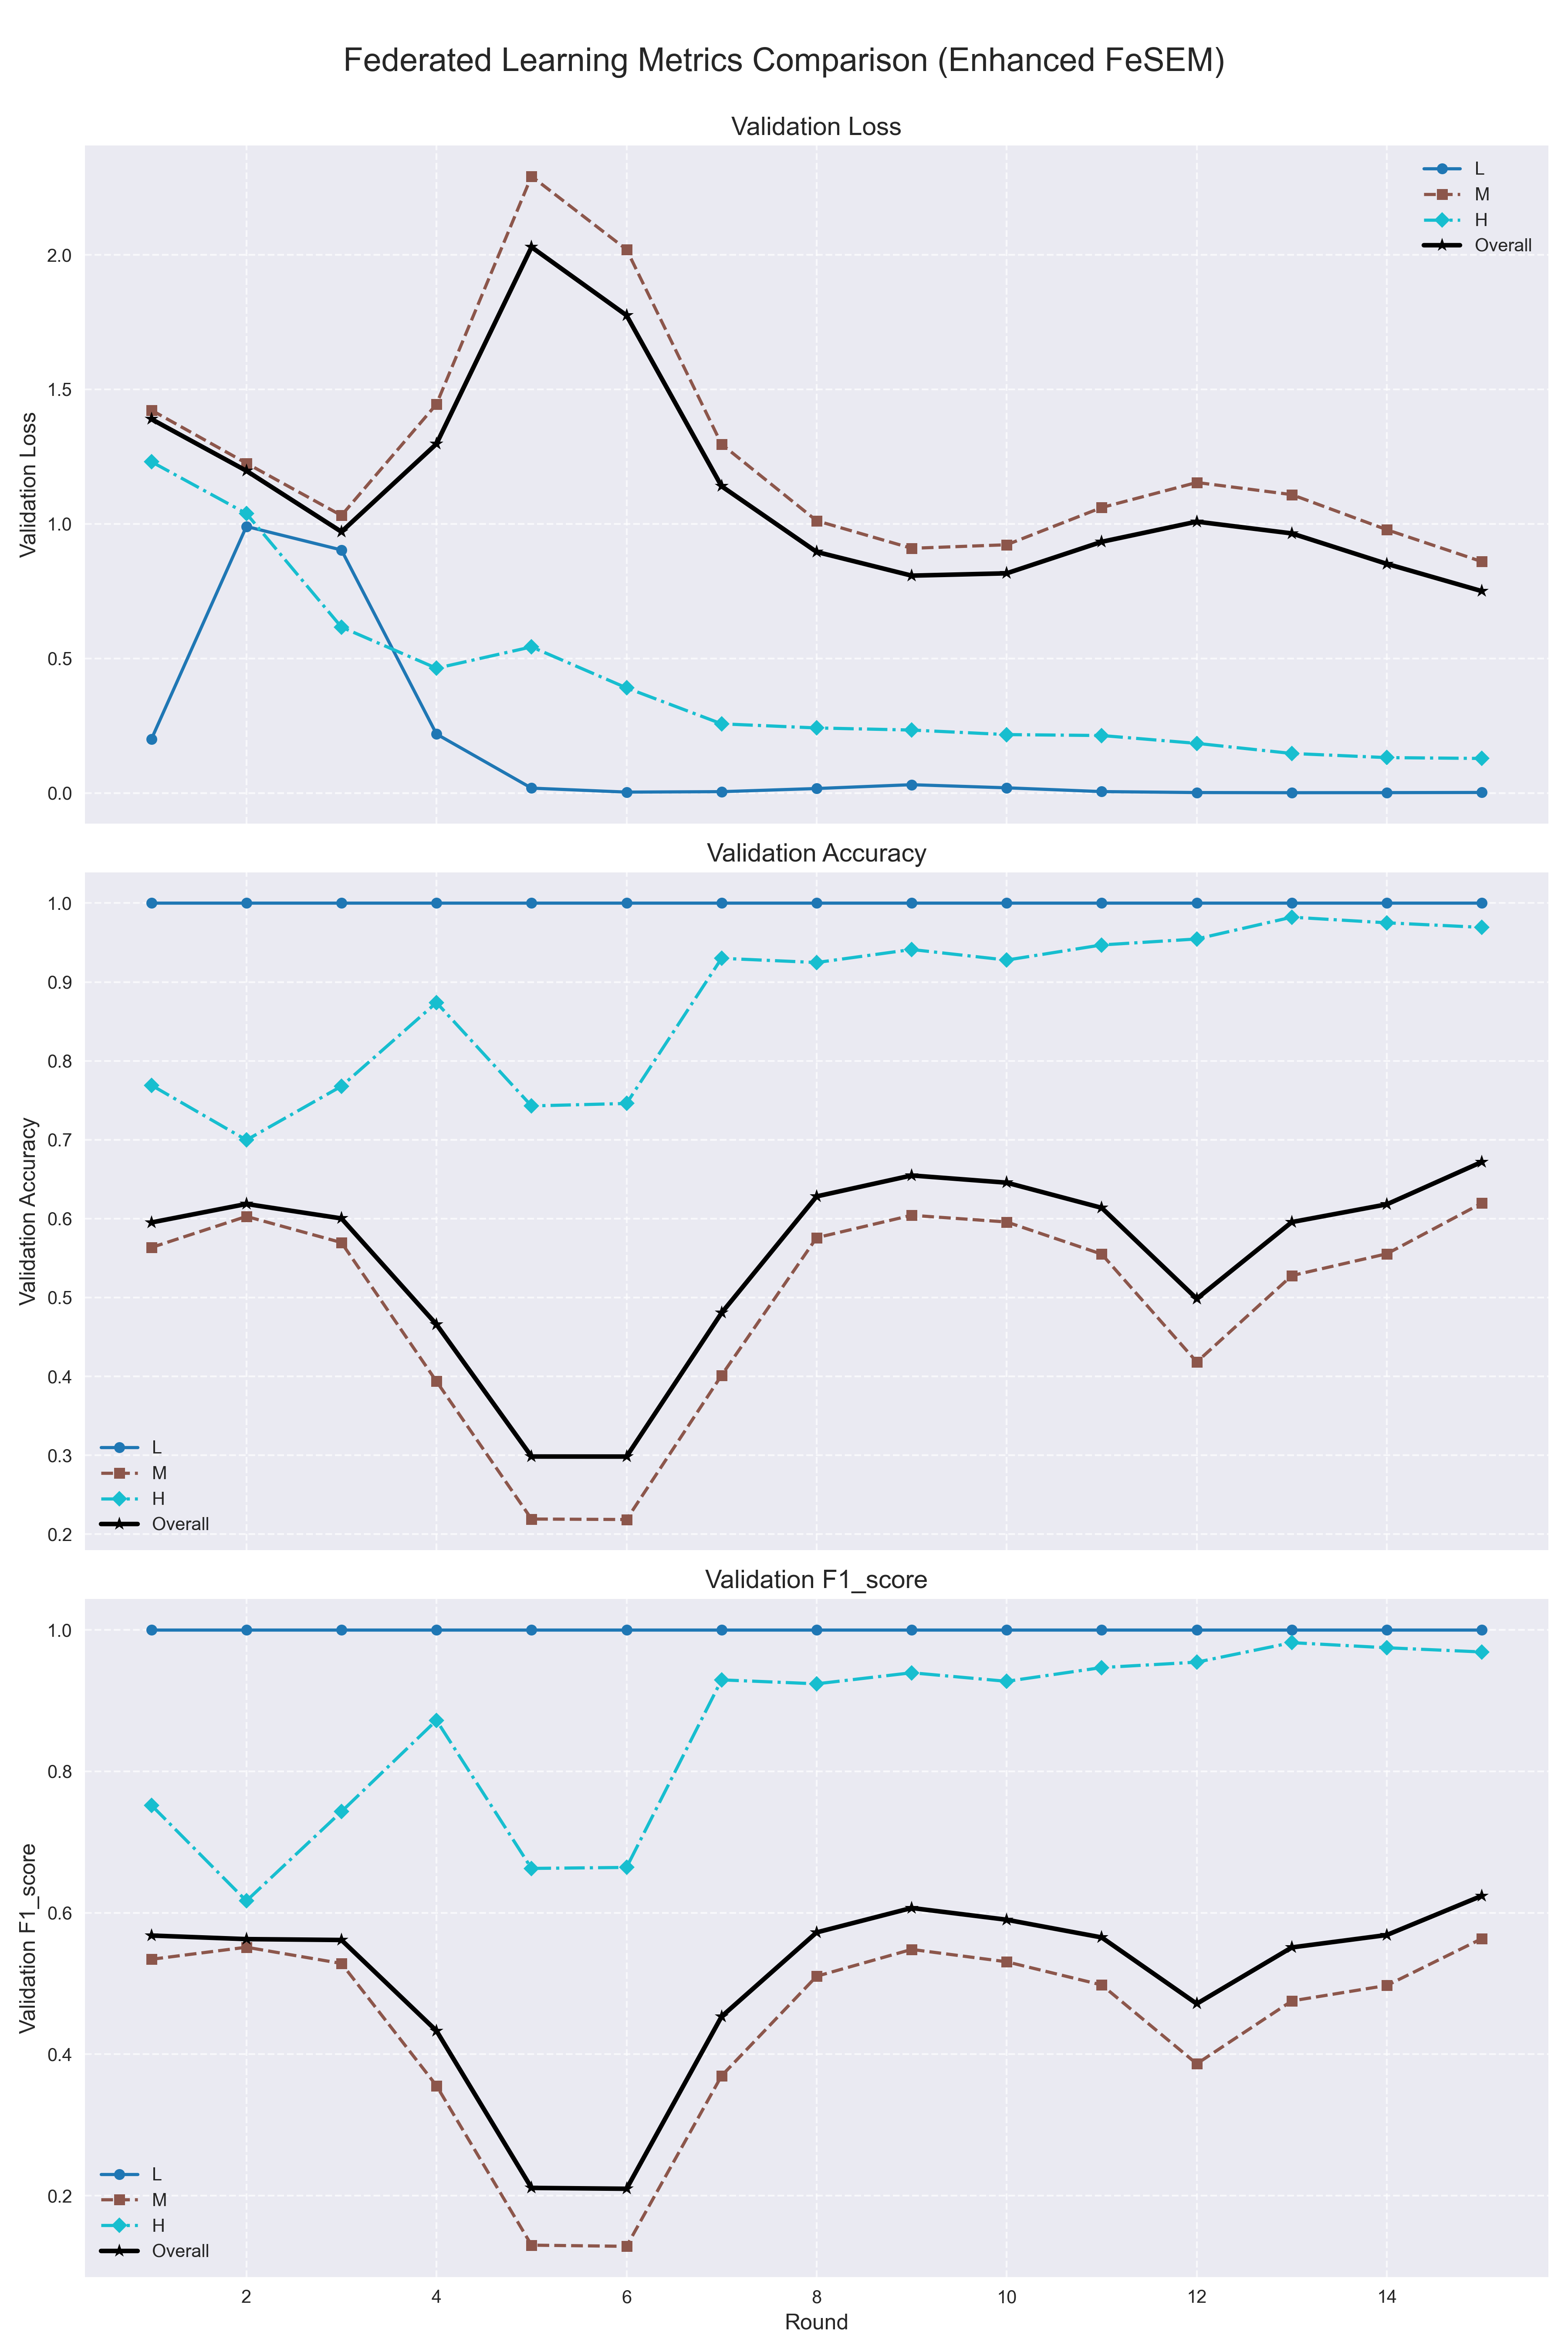 Federated Learning Metrics Comparison (Enhanced FeSEM)
Validation Loss
L
M
H
Overall
2.0
1.5
1.0
0.5
0.0
Validation Loss
Validation Accuracy
1.0
0.9
0.8
0.7
0.6
0.5
0.4
0.3
0.2
Validation Accuracy
L
M
H
Overall
Validation F1_score
1.0
0.8
0.6
0.4
0.2
Validation F1_score
L
M
H
Overall
2 4 6 8 10 12 14
Round